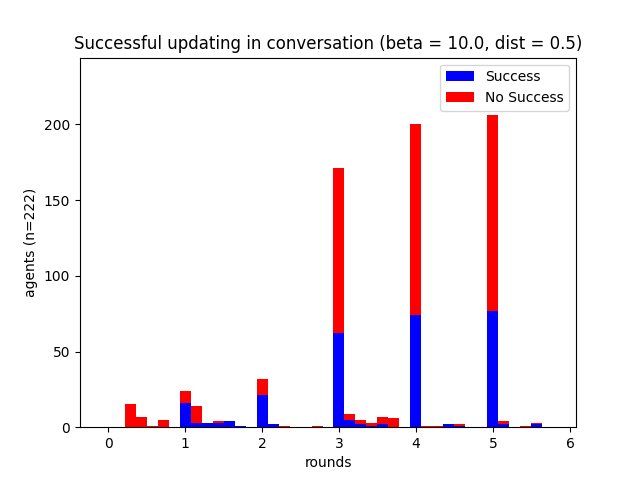 Successful updating in conversation (beta = 10.0, dist = 0.5)
Success
No Success
200
150
100
50
0
agents (n=222)
0 1 2 3 4 5 6
rounds